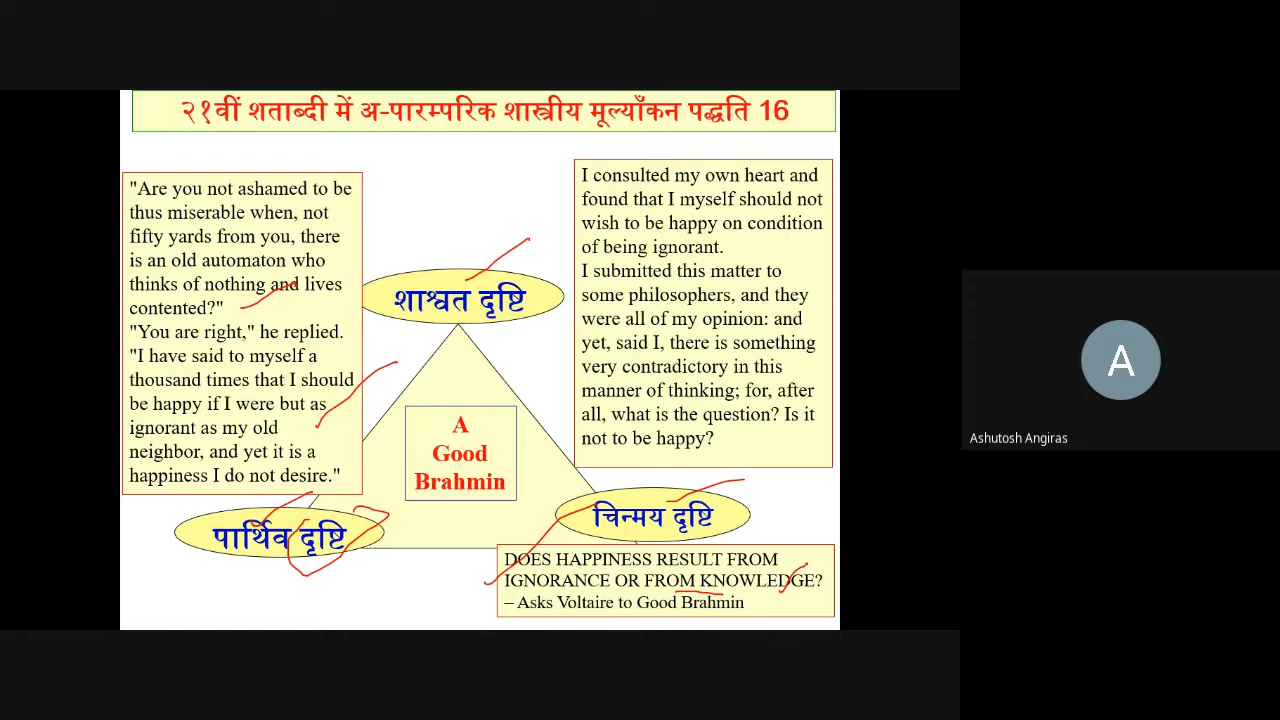 २१वीं शताब्दी में अ-पारम्परिक शास्त्रीय मूल्याँकन पद्धति 16
"Are you not ashamed to be
thus miserable when, not
fifty yards from you, there
is an old automaton who
thinks of nothing and lives
contented?"
"You are right," he replied.
"I have said to myself a
thousand times that I should
be happy if I were but as
ignorant as my old
neighbor, and yet it is a
happiness I do not desire."
I consulted my own heart and
found that I myself should not
wish to be happy on condition
of being ignorant.
I submitted this matter to
some philosophers, and they
were all of my opinion: and
yet, said I, there is something
very contradictory in this
manner of thinking; for, after
all, what is the question? Is it
not to be happy?
शाश्वत दृष्टि
A
Good
Brahmin
पार्थिव दृष्टि
चिन्मय दृष्टि
DOES HAPPINESS RESULT FROM
IGNORANCE OR FROM KNOWLEDGE?
– Asks Voltaire to Good Brahmin
A
Ashutosh Angiras